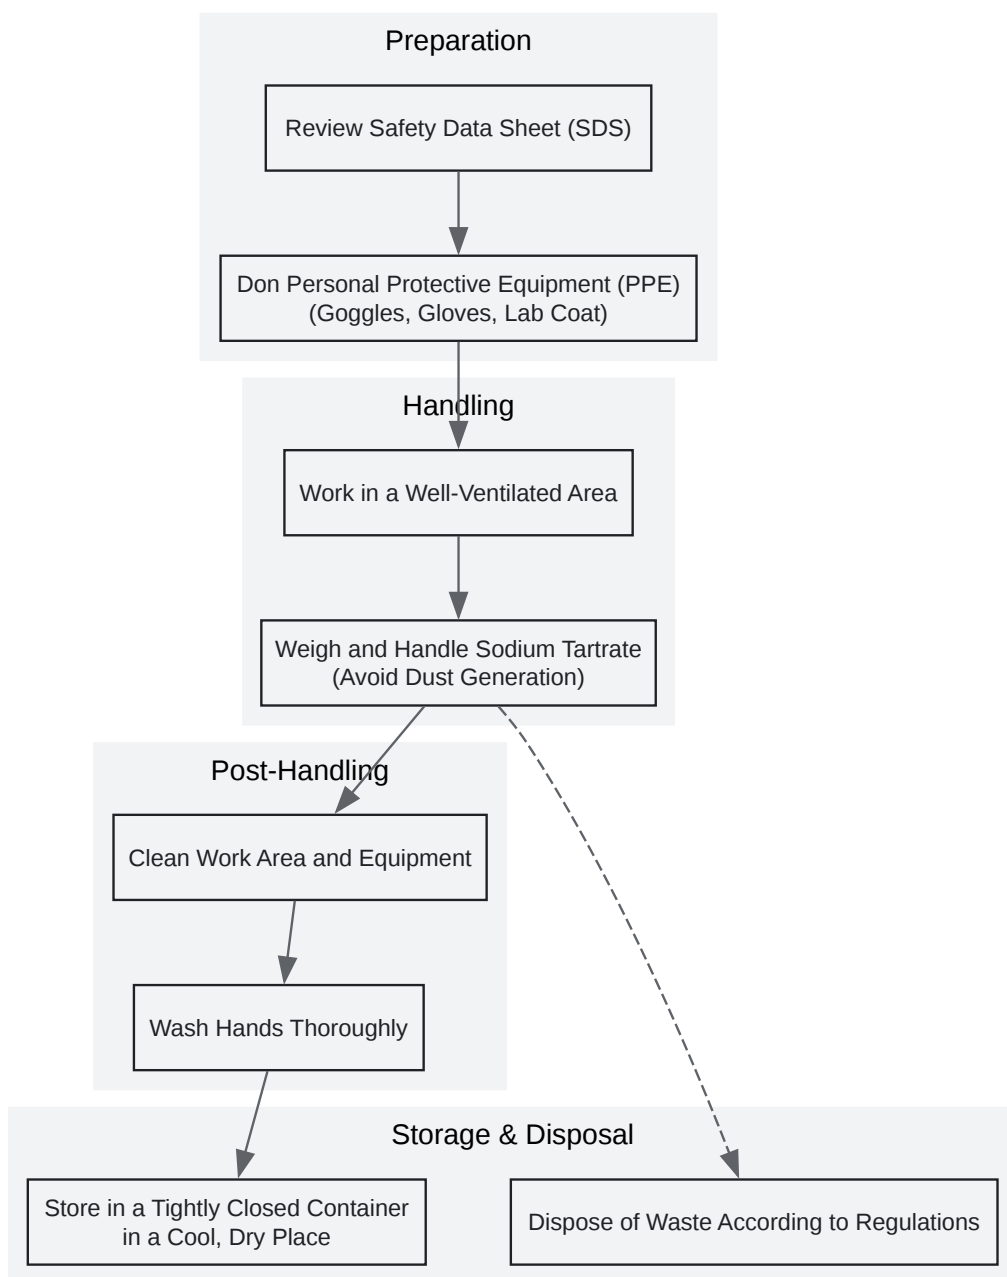 Preparation
Review Safety Data Sheet (SDS)
Don Personal Protective Equipment (PPE)
(Goggles, Gloves, Lab Coat)
Handling
Work in a Well-Ventilated Area
Weigh and Handle Sodium Tartrate
(Avoid Dust Generation)
Post-Handling
Clean Work Area and Equipment
Wash Hands Thoroughly
Storage & Disposal
Store in a Tightly Closed Container
in a Cool, Dry Place
Dispose of Waste According to Regulations